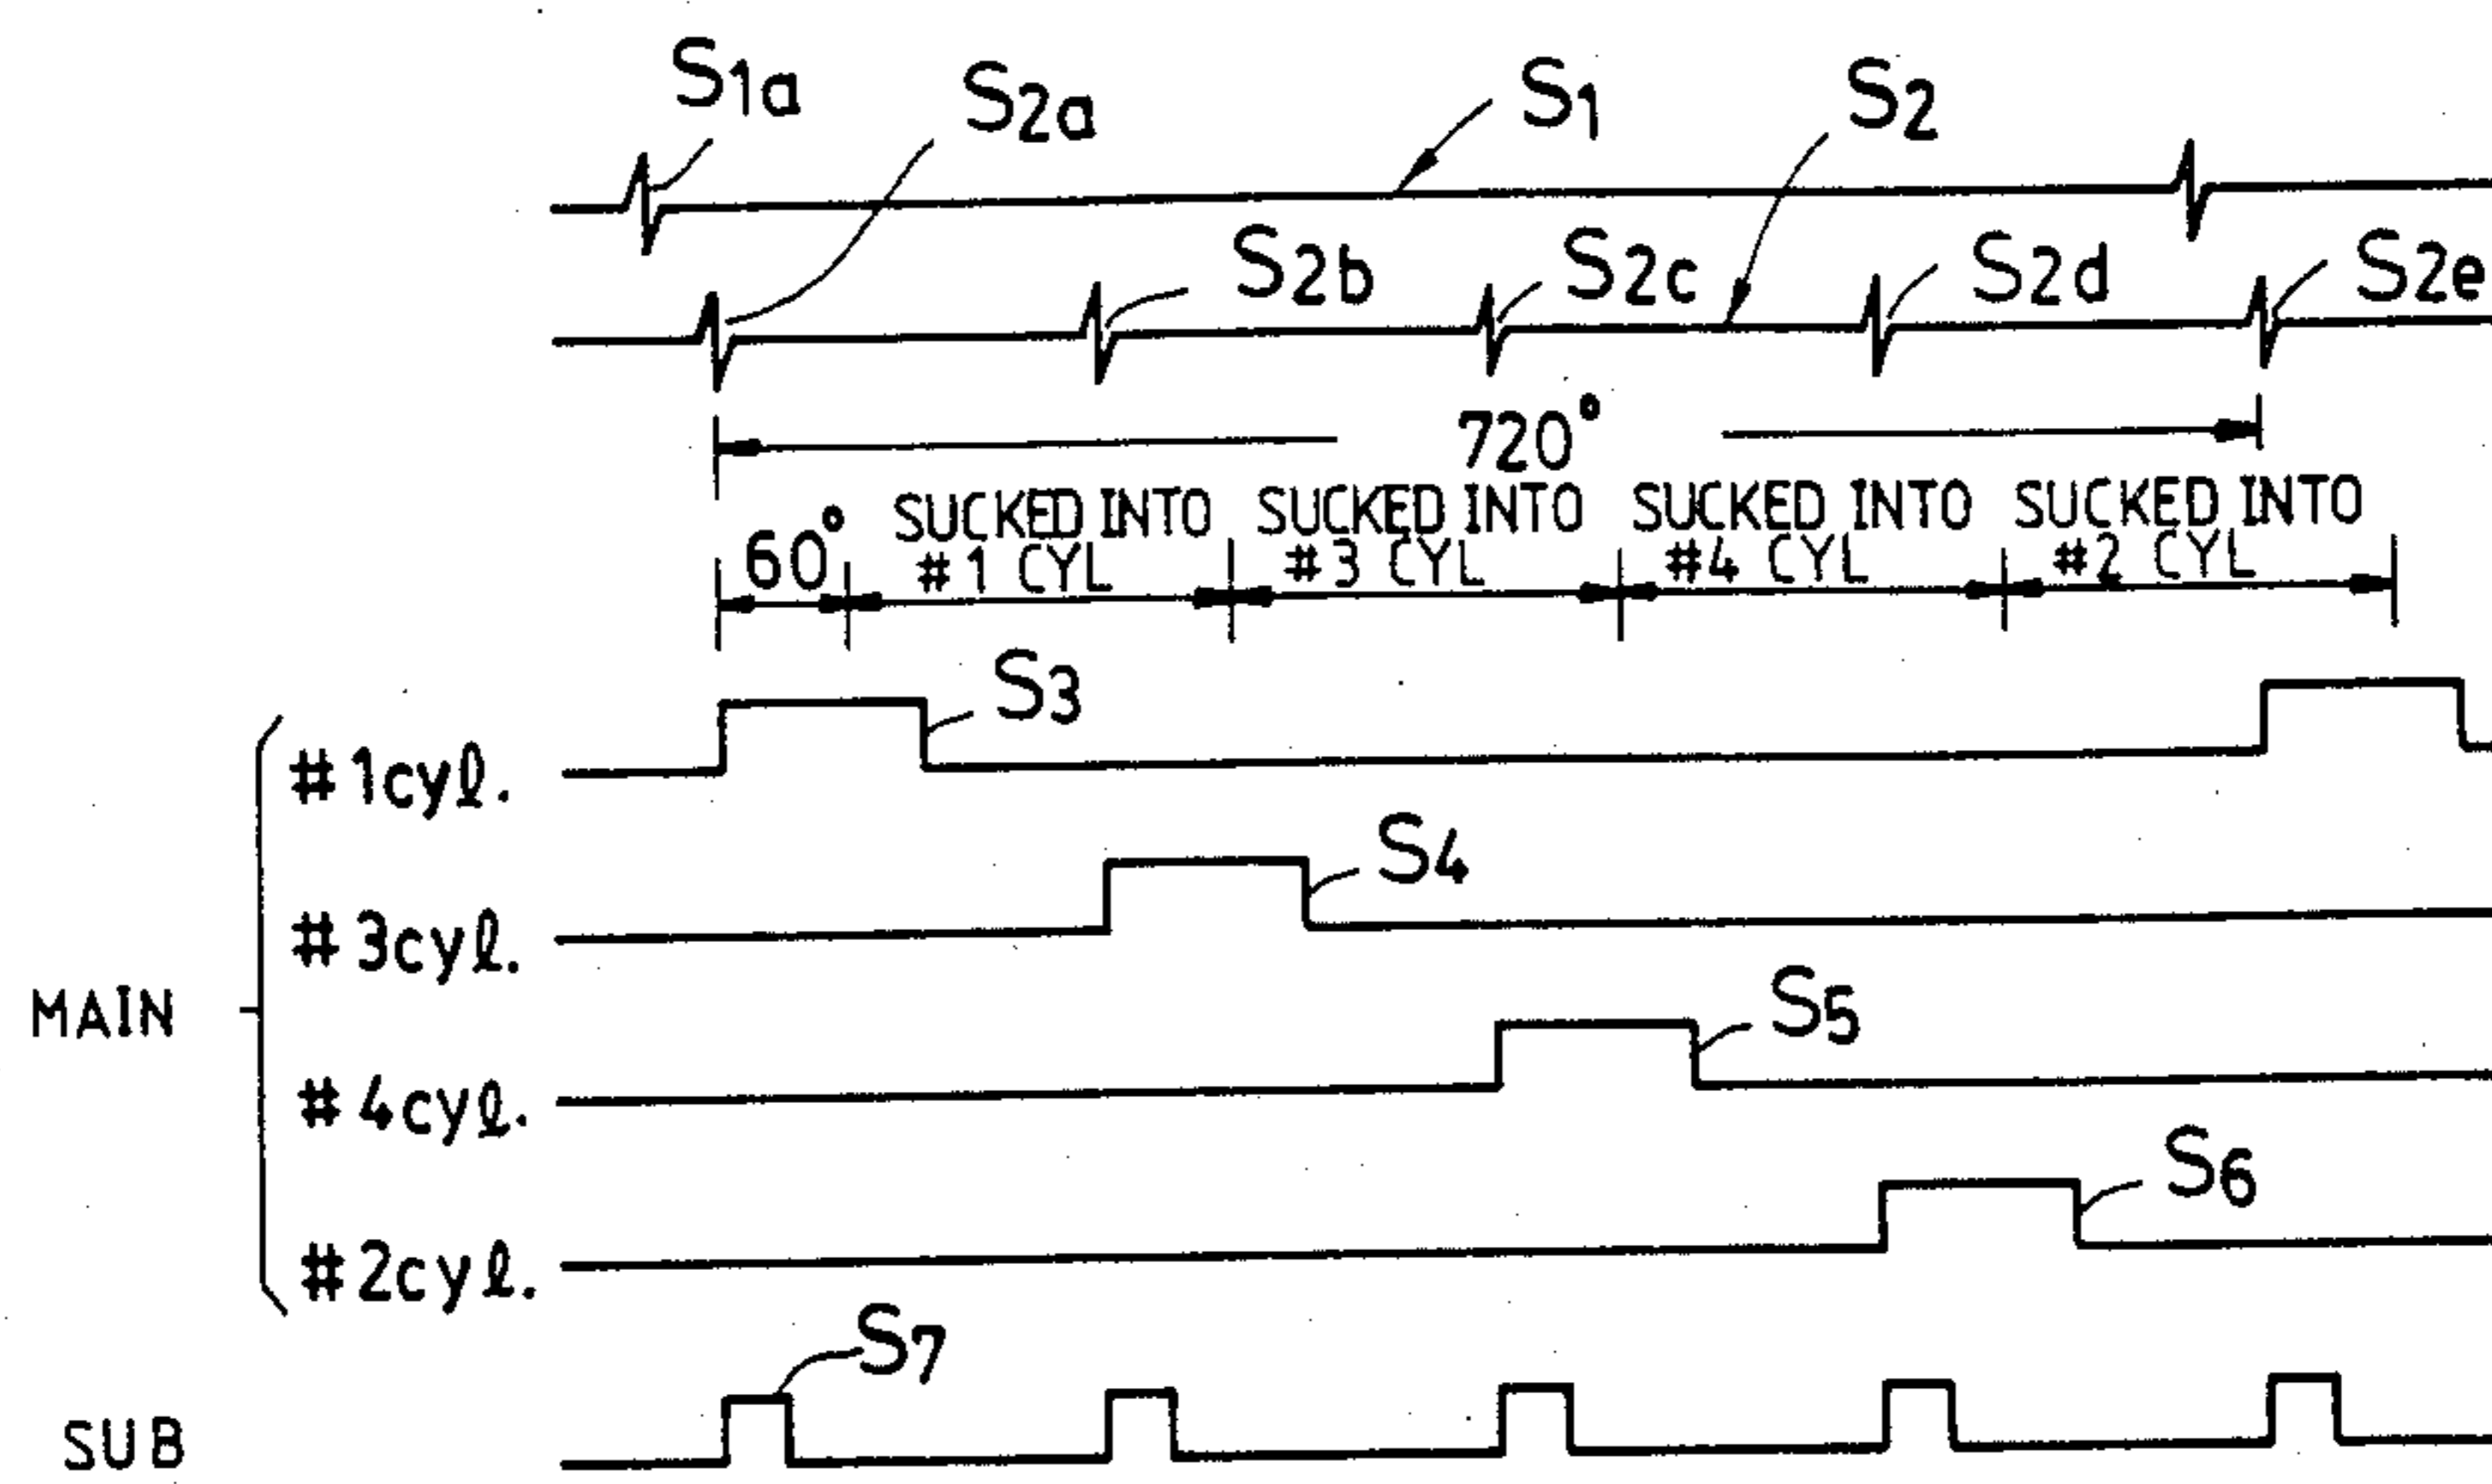 S1a
S2a
S1
S2
S2b
S2c
S2d
S2e
720°
60°
SUCKED INTO
#1 CYL
SUCKED INTO
#3 CYL
SUCKED INTO
#4 CYL
SUCKED INTO
#2 CYL
S3
#1cyl.
S4
#3cyl.
MAIN
S5
#4cyl.
S6
#2cyl.
S7
SUB